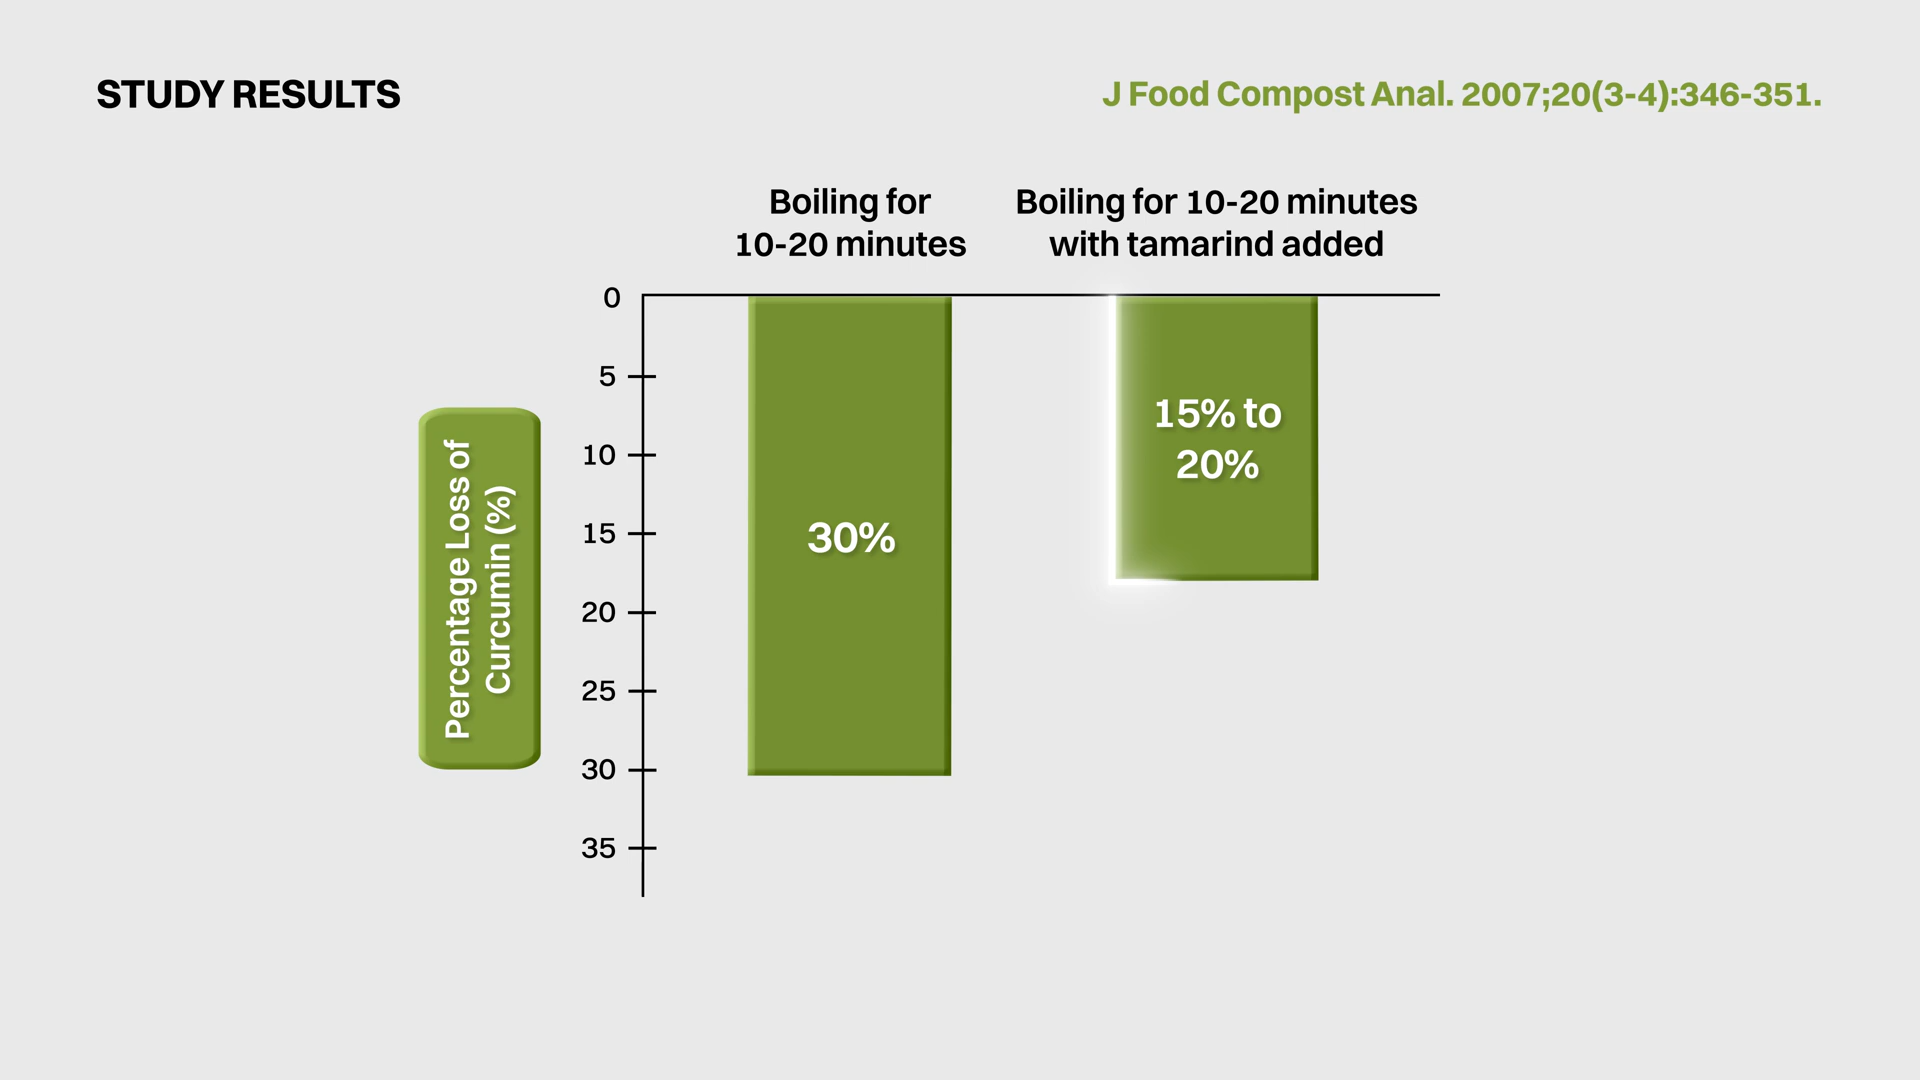 STUDY RESULTS
J Food Compost Anal. 2007;20(3-4):346-351.
Boiling for
10-20 minutes
Boiling for 10-20 minutes
with tamarind added
Percentage Loss of
Curcumin (%)
0
5
10
15
20
25
30
35
30%
15% to
20%